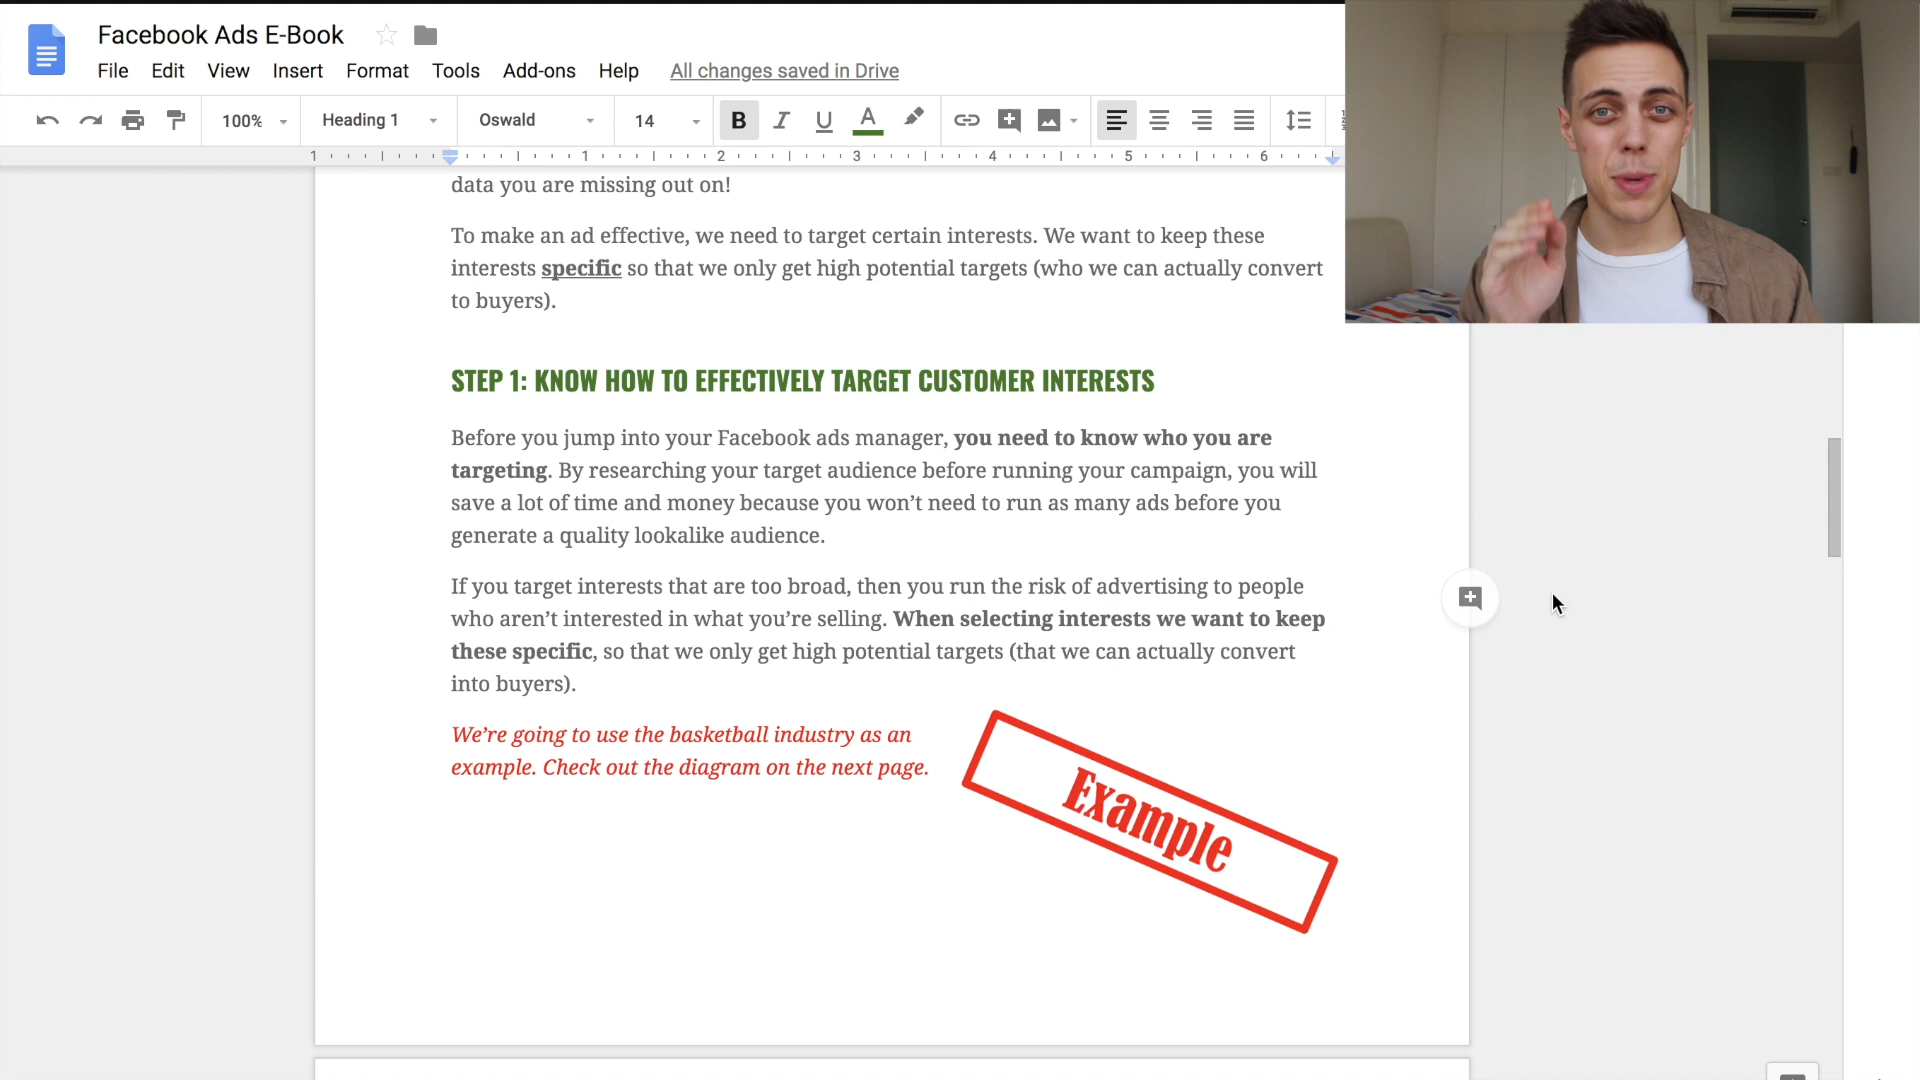 Facebook Ads E-Book
File Edit View Insert Format Tools Add-ons Help All changes saved in Drive
100% Heading 1 Oswald 14 B I U A
1 1 2 3 4 5 6
data you are missing out on!
To make an ad effective, we need to target certain interests. We want to keep these
interests specific so that we only get high potential targets (who we can actually convert
to buyers).
STEP 1: KNOW HOW TO EFFECTIVELY TARGET CUSTOMER INTERESTS
Before you jump into your Facebook ads manager, you need to know who you are
targeting. By researching your target audience before running your campaign, you will
save a lot of time and money because you won’t need to run as many ads before you
generate a quality lookalike audience.
If you target interests that are too broad, then you run the risk of advertising to people
who aren’t interested in what you’re selling. When selecting interests we want to keep
these specific, so that we only get high potential targets (that we can actually convert
into buyers).
We’re going to use the basketball industry as an
example. Check out the diagram on the next page.
Example